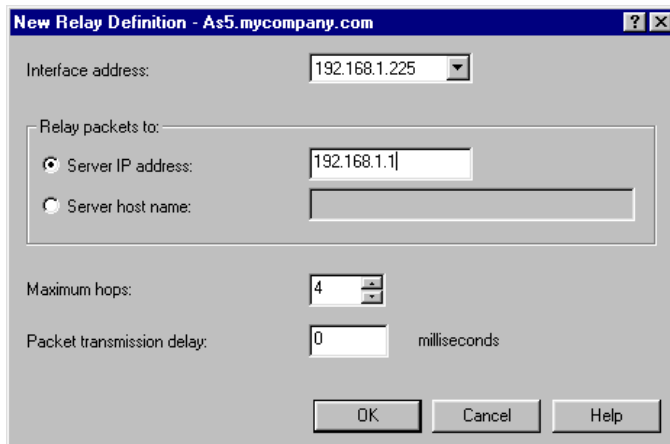 New Relay Definition - As5.mycompany.com
Interface address: 192.168.1.225
Relay packets to:
Server IP address: 192.168.1.1
Server host name:
Maximum hops: 4
Packet transmission delay: 0 milliseconds
OK Cancel Help